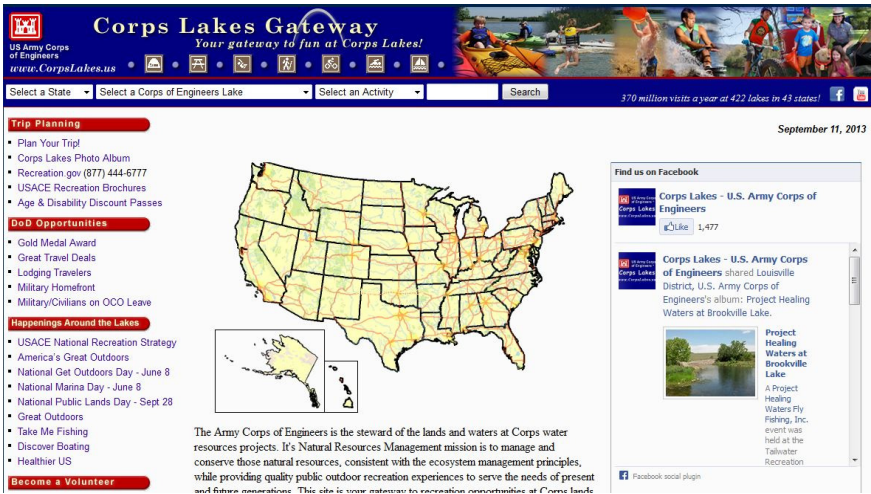 Corps Lakes Gateway
Your gateway to fun at Corps Lakes!
US Army Corps
of Engineers
www.CorpsLakes.us
Select a State
Select a Corps of Engineers Lake
Select an Activity
Search
370 million visits a year at 422 lakes in 43 states!
September 11, 2013
Trip Planning
Plan Your Trip!
Corps Lakes Photo Album
Recreation.gov (877) 444-6777
USACE Recreation Brochures
Age & Disability Discount Passes
DoD Opportunities
Gold Medal Award
Great Travel Deals
Lodging Travelers
Military Homefront
Military/Civilians on OCO Leave
Happenings Around the Lakes
USACE National Recreation Strategy
America's Great Outdoors
National Get Outdoors Day - June 8
National Marina Day - June 8
National Public Lands Day - Sept 28
Great Outdoors
Take Me Fishing
Discover Boating
Healthier US
Become a Volunteer
The Army Corps of Engineers is the steward of the lands and waters at Corps water
resources projects. It's Natural Resources Management mission is to manage and
conserve those natural resources, consistent with the ecosystem management principles,
while providing quality public outdoor recreation experiences to serve the needs of present
and future generations. This site is your gateway to recreation opportunities at Corps lands
Find us on Facebook
Corps Lakes - U.S. Army Corps of
Engineers
Like 1,477
Corps Lakes - U.S. Army Corps
of Engineers shared Louisville
District, U.S. Army Corps of
Engineers's album: Project Healing
Waters at Brookville Lake.
Project
Healing
Waters at
Brookville
Lake
A Project
Healing
Waters Fly
Fishing, Inc.
event was
held at the
Tailwater
Recreation
Facebook social plugin